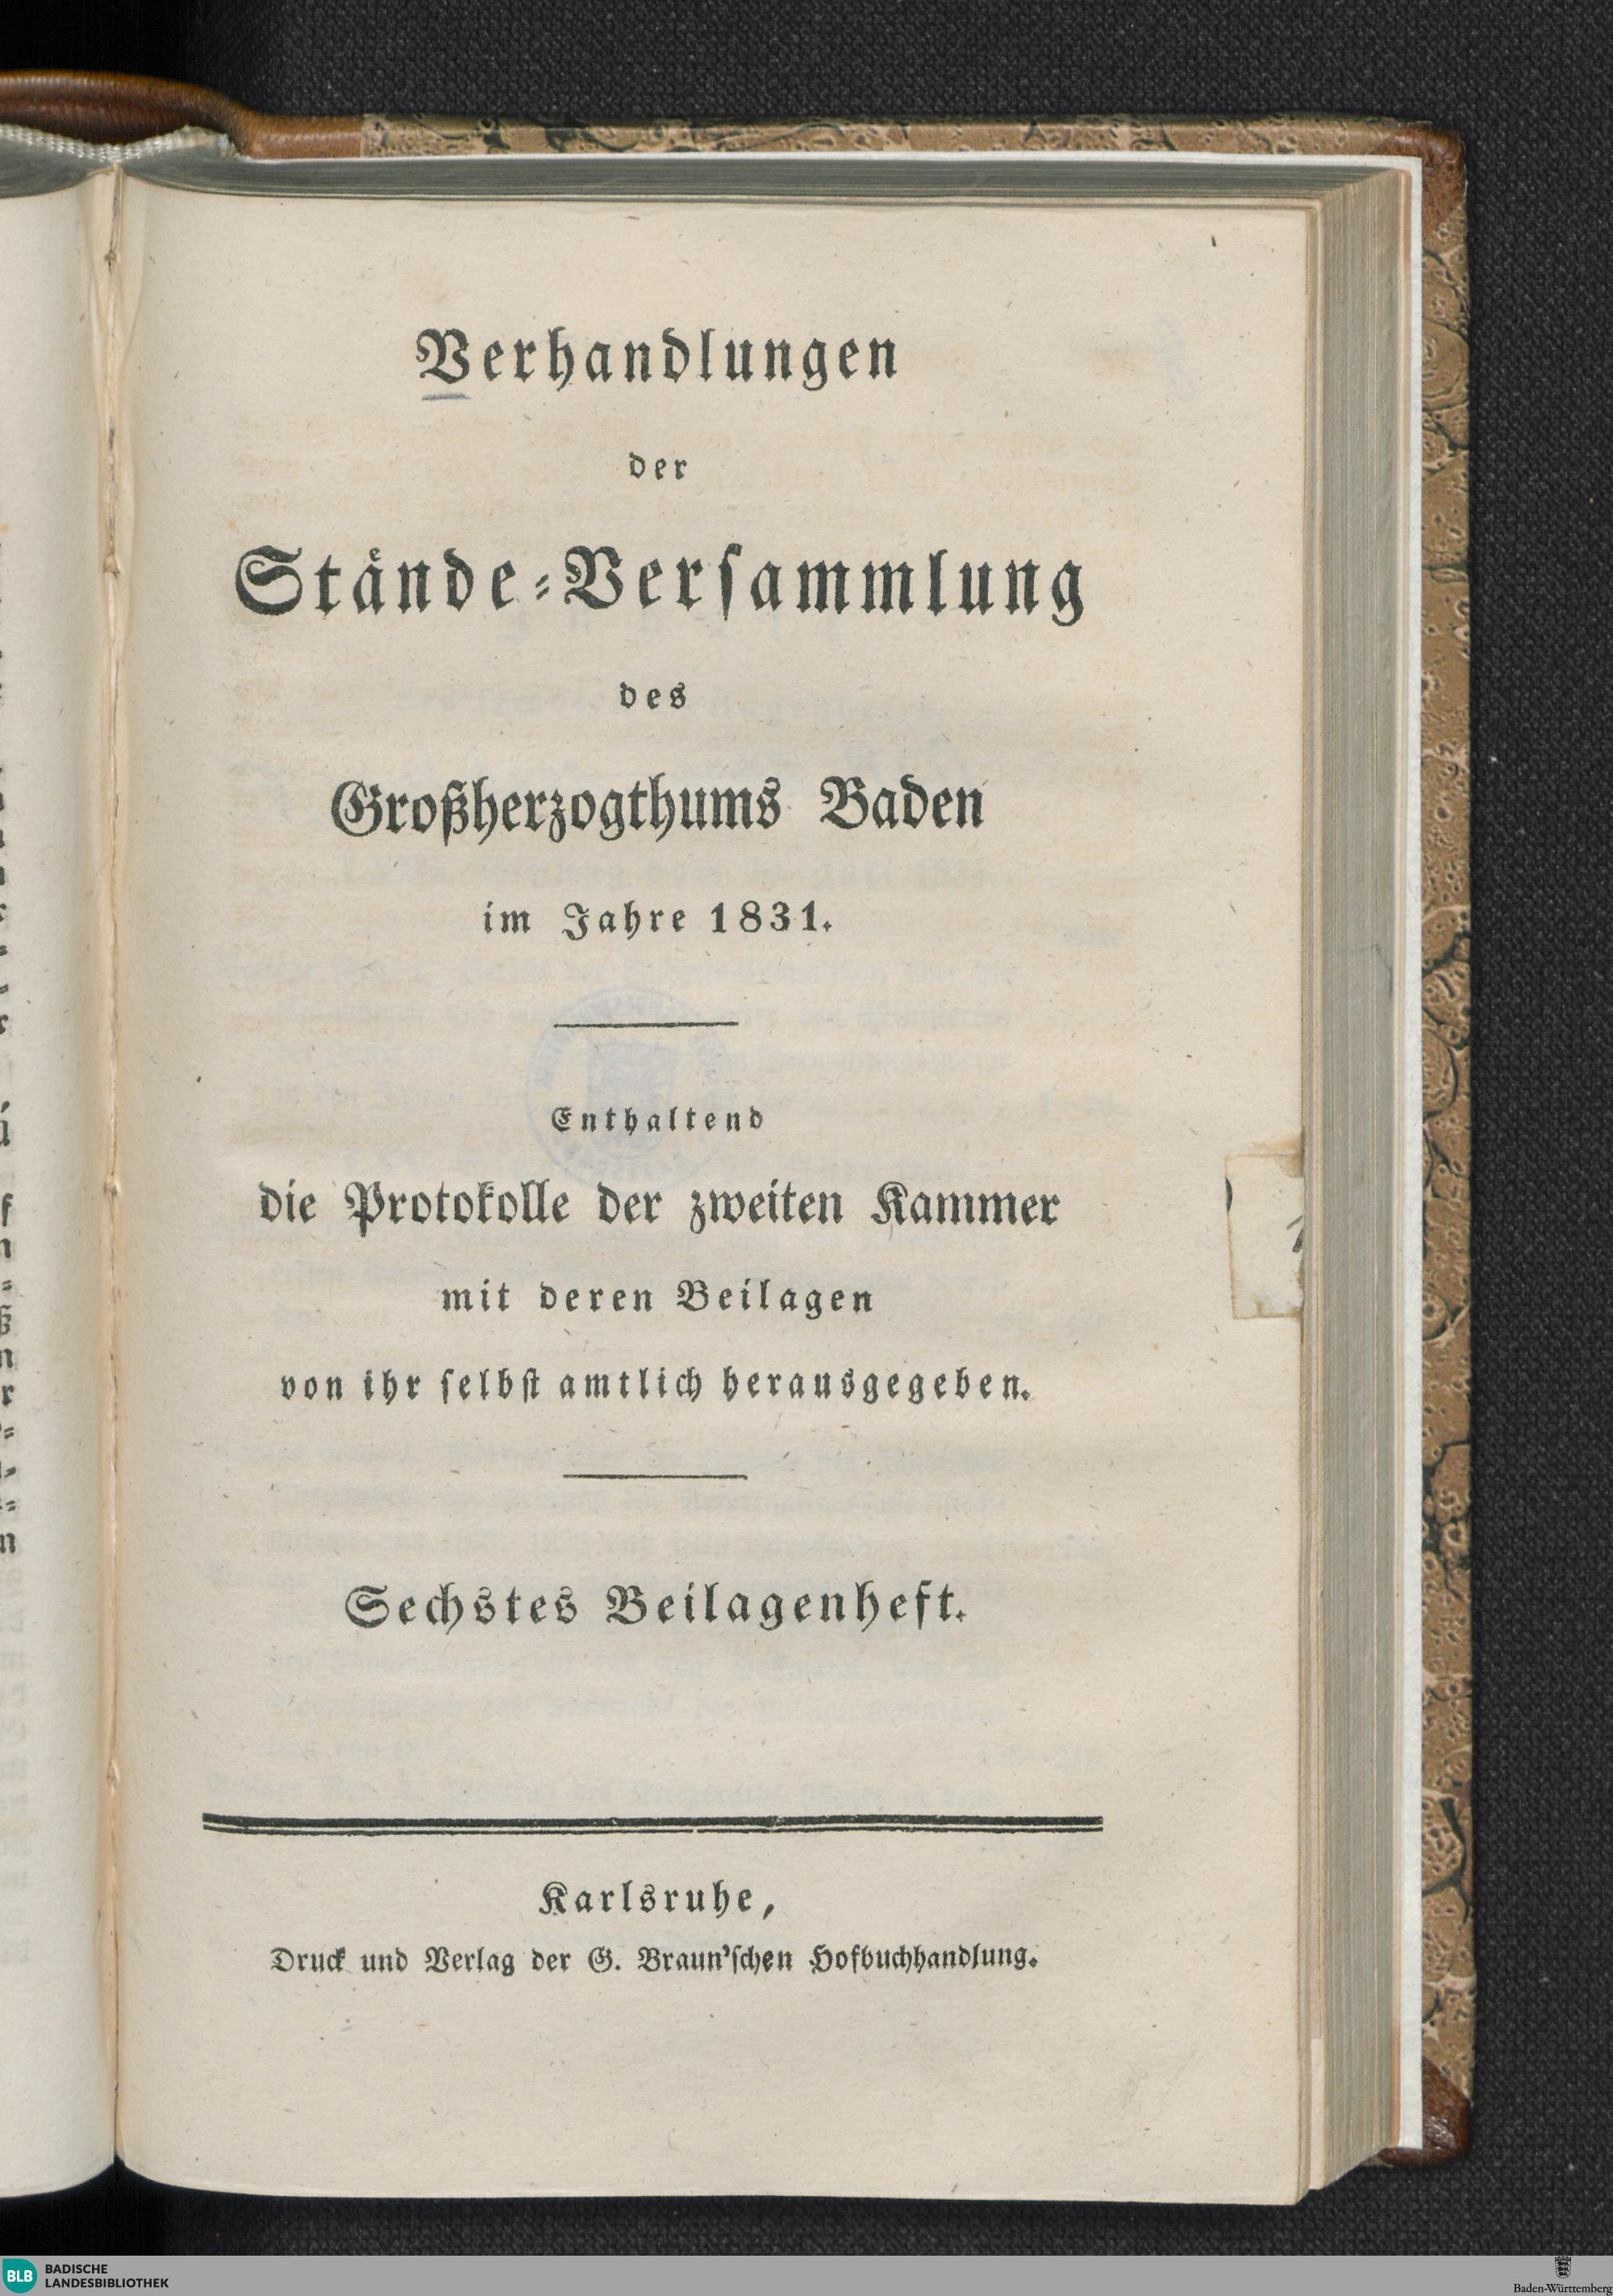 Verhandlungen
der
Stände-Versammlung
des
Großherzogthums Baden
im Jahre 1831.
Enthaltend
die Protokolle der zweiten Kammer
mit deren Beilagen
von ihr selbst amtlich herausgegeben.
Sechstes Beilagenheft.
Karlsruhe,
Druck und Verlag der G. Braun'schen Hofbuchhandlung.
BLB BADISCHE
LANDESBIBLIOTHEK
Baden-Württemberg